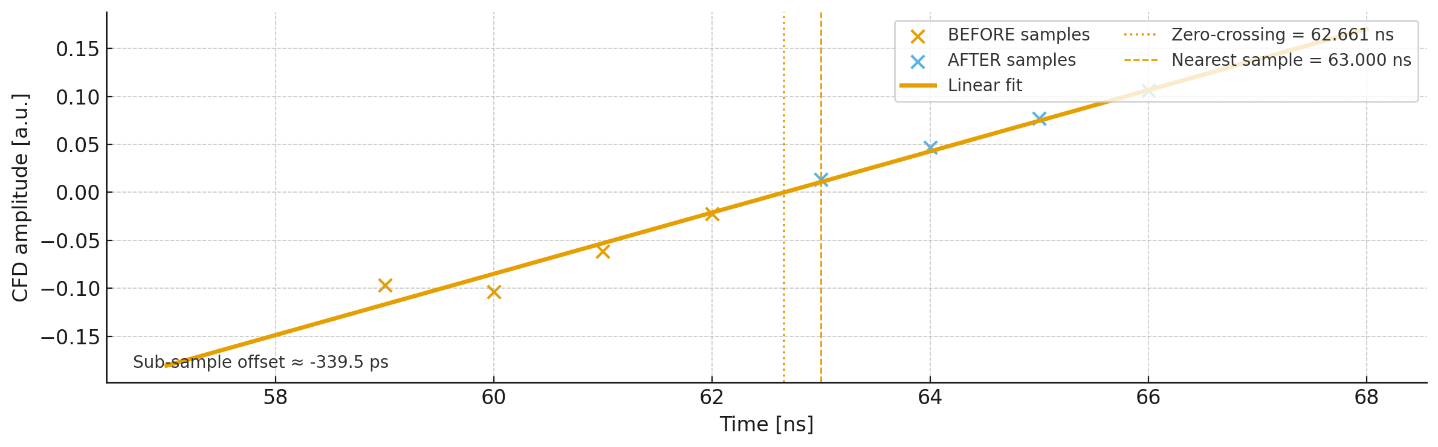 BEFORE samples
AFTER samples
Linear fit
Zero-crossing = 62.661 ns
Nearest sample = 63.000 ns
CFD amplitude [a.u.]
0.15
0.10
0.05
0.00
−0.05
−0.10
−0.15
Sub-sample offset ≈ -339.5 ps
58 60 62 64 66 68
Time [ns]